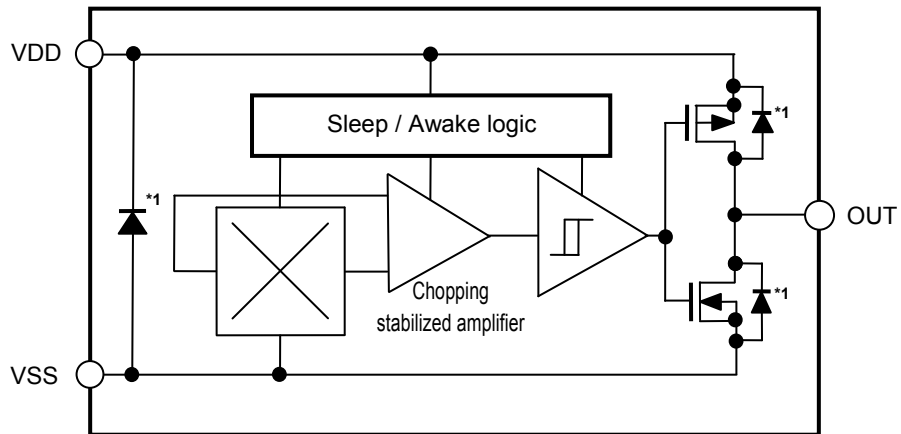 VDD
Sleep / Awake logic
*1
*1
OUT
Chopping
stabilized amplifier
*1
VSS